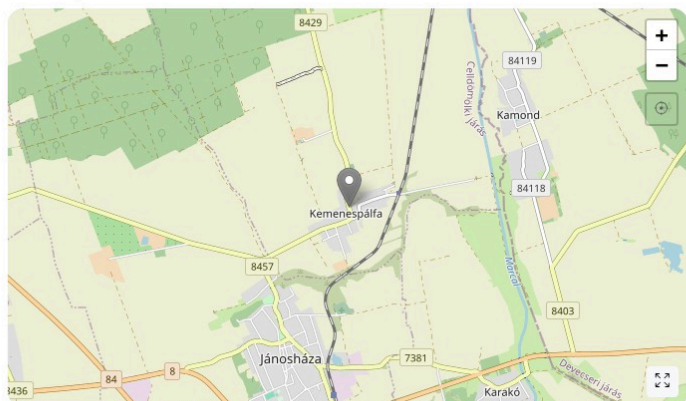 8429
+
−
84119
Celldömölki járás
Kamond
84118
Kemenespálfa
8457
Marcal
8403
Jánosháza
7381
8
84
8436
Karakó
Devecseri járás